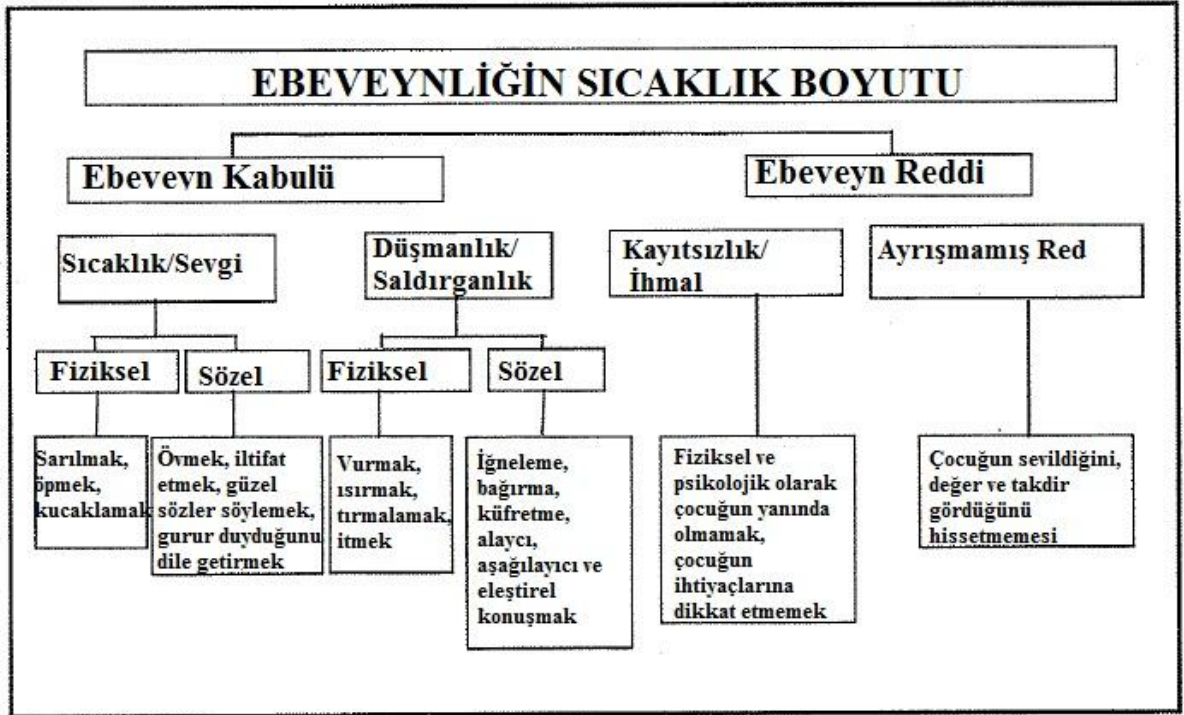 EBEVEYNLİĞİN SICAKLIK BOYUTU
Ebeveyn Kabulü
Ebeveyn Reddi
Sıcaklık/Sevgi
Düşmanlık/
Saldırganlık
Kayıtsızlık/
İhmal
Ayrışmamış Red
Fiziksel
Sözel
Fiziksel
Sözel
Sarılmak,
öpmek,
kucaklamak
Övmek, iltifat
etmek, güzel
sözler söylemek,
gurur duyduğunu
dile getirmek
Vurmak,
ısırmak,
tırmalamak,
itmek
İğneleme,
bağırma,
küfretme,
alaycı,
aşağılayıcı ve
eleştirel
konuşmak
Fiziksel ve
psikolojik olarak
çocuğun yanında
olmamak,
çocuğun
ihtiyaçlarına
dikkat etmemek
Çocuğun sevildiğini,
değer ve takdir
gördüğünü
hissetmemesi